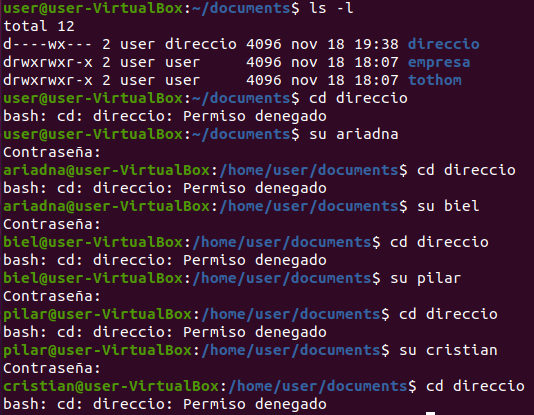 user@user-VirtualBox:~/documents$ ls -l
total 12
d----wx--- 2 user direccio 4096 nov 18 19:38 direccio
drwxrwxr-x 2 user user     4096 nov 18 18:07 empresa
drwxrwxr-x 2 user user     4096 nov 18 18:07 tothom
user@user-VirtualBox:~/documents$ cd direccio
bash: cd: direccio: Permiso denegado
user@user-VirtualBox:~/documents$ su ariadna
Contraseña:
ariadna@user-VirtualBox:/home/user/documents$ cd direccio
bash: cd: direccio: Permiso denegado
ariadna@user-VirtualBox:/home/user/documents$ su biel
Contraseña:
biel@user-VirtualBox:/home/user/documents$ cd direccio
bash: cd: direccio: Permiso denegado
biel@user-VirtualBox:/home/user/documents$ su pilar
Contraseña:
pilar@user-VirtualBox:/home/user/documents$ cd direccio
bash: cd: direccio: Permiso denegado
pilar@user-VirtualBox:/home/user/documents$ su cristian
Contraseña:
cristian@user-VirtualBox:/home/user/documents$ cd direccio
bash: cd: direccio: Permiso denegado